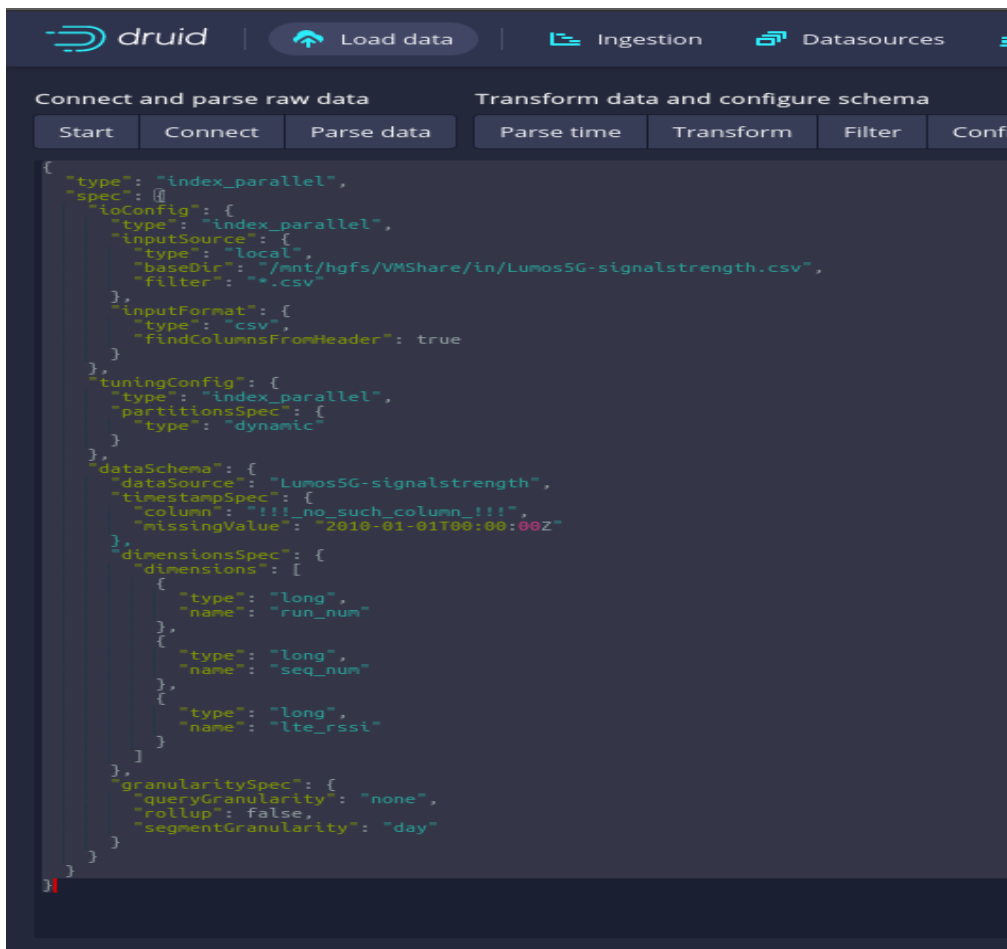 druid Load data Ingestion Datasources
Connect and parse raw data Transform data and configure schema
Start Connect Parse data Parse time Transform Filter Conf
{
"type": "index_parallel",
"spec": {
"ioConfig": {
"type": "index_parallel",
"inputSource": {
"type": "local",
"baseDir": "/mnt/hgfs/VMShare/in/Lumos5G-signalstrength.csv",
"filter": "*.csv"
},
"inputFormat": {
"type": "csv",
"findColumnsFromHeader": true
}
},
"tuningConfig": {
"type": "index_parallel",
"partitionsSpec": {
"type": "dynamic"
}
},
"dataSchema": {
"dataSource": "Lumos5G-signalstrength",
"timestampSpec": {
"column": "!!!_no_such_column_!!!",
"missingValue": "2010-01-01T00:00:00Z"
},
"dimensionsSpec": {
"dimensions": [
{
"type": "long",
"name": "run_num"
},
{
"type": "long",
"name": "seq_num"
},
{
"type": "long",
"name": "lte_rssi"
}
]
},
"granularitySpec": {
"queryGranularity": "none",
"rollup": false,
"segmentGranularity": "day"
}
}
}
}